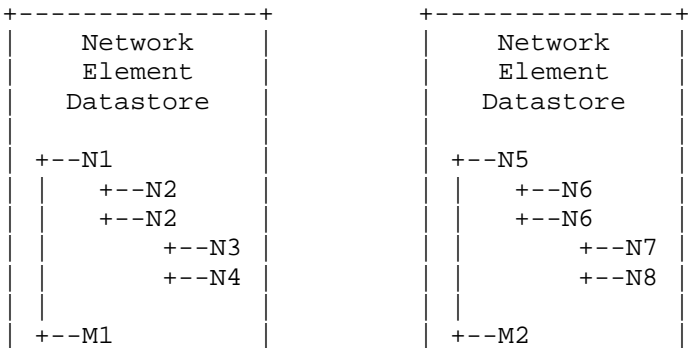 +---------------+         +---------------+
|    Network    |         |    Network    |
|    Element    |         |    Element    |
|   Datastore   |         |   Datastore   |
|               |         |               |
| +--N1         |         | +--N5         |
| |   +--N2     |         | |   +--N6     |
| |   +--N2     |         | |   +--N6     |
| |       +--N3 |         | |       +--N7 |
| |       +--N4 |         | |       +--N8 |
| |             |         | |             |
| +--M1         |         | +--M2         |